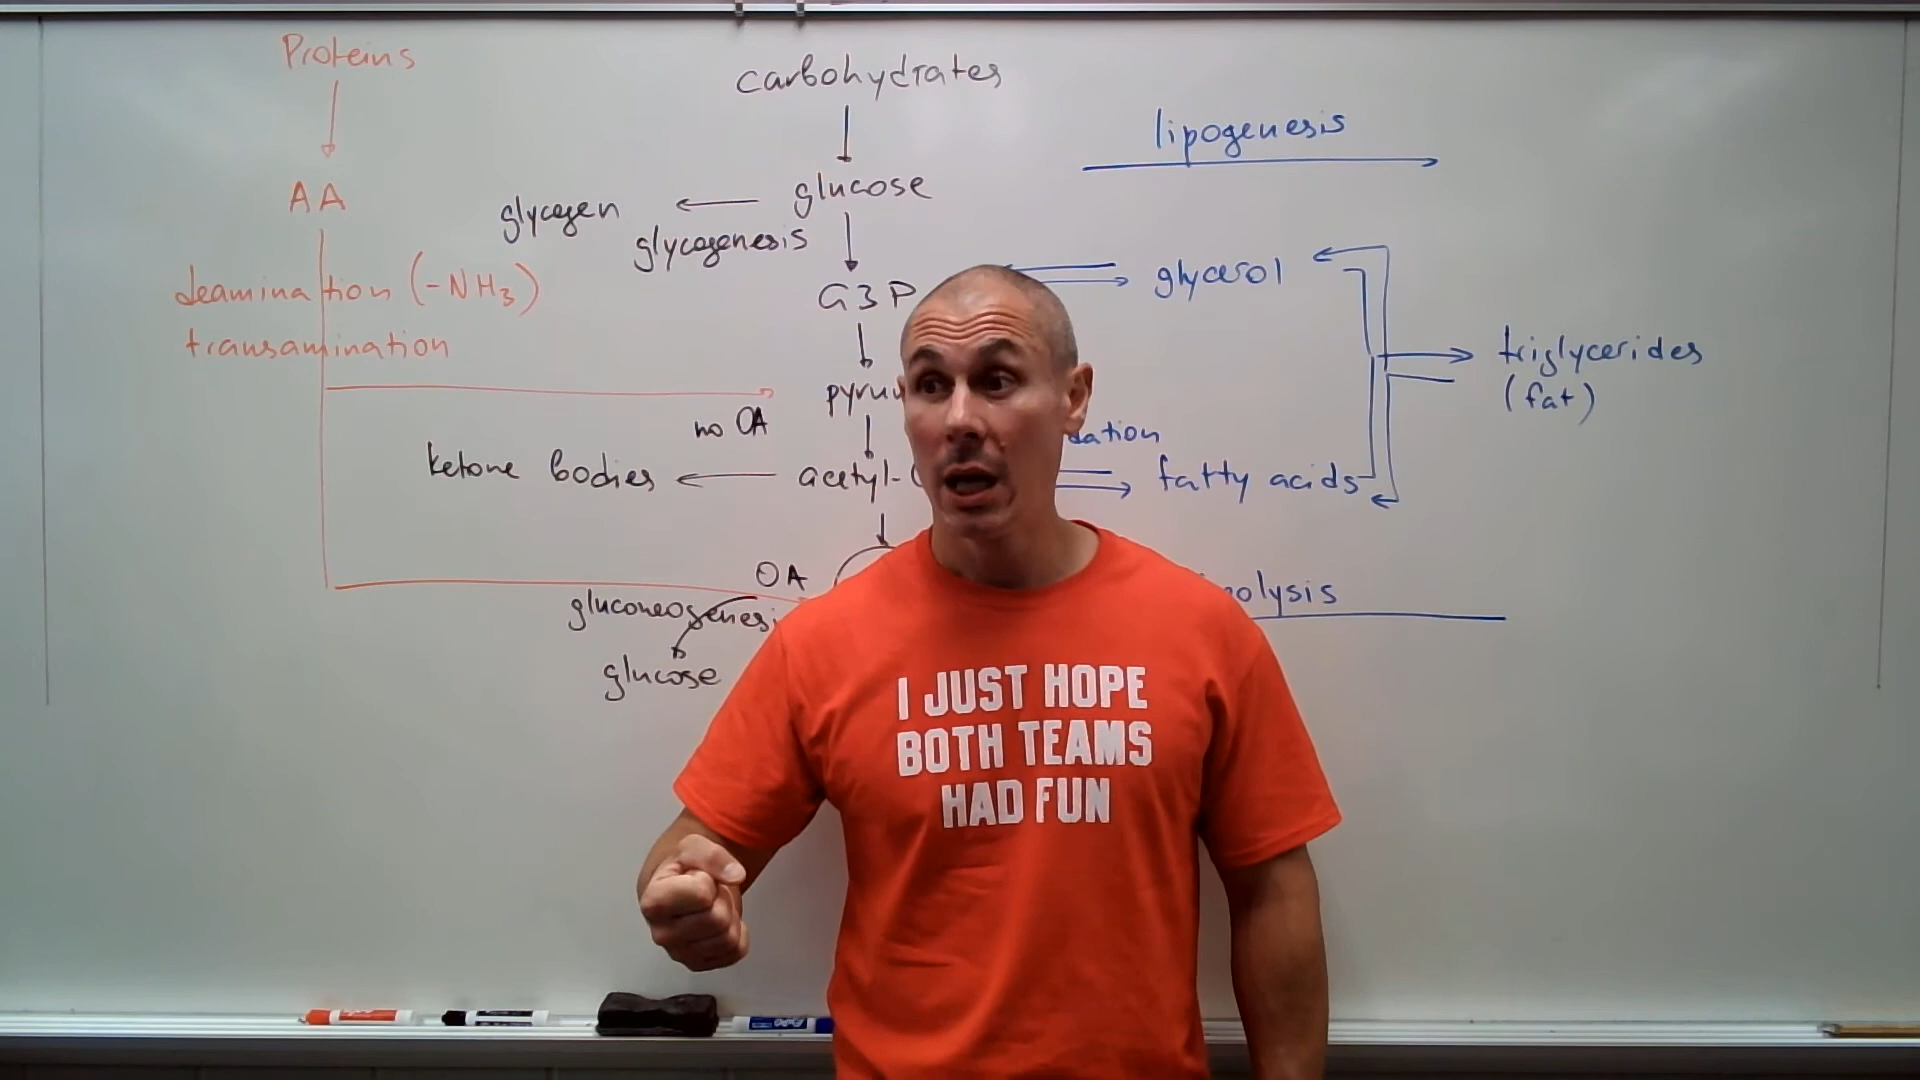 Proteins
AA
deamination (-NH3)
transamination
carbohydrates
glucose
glycogen
glycogenesis
G3P
no OA
ketone bodies
OA
gluconeogenesi
glucose
lipogenesis
glycerol
triglycerides
(fat)
fatty acids
I JUST HOPE
BOTH TEAMS
HAD FUN